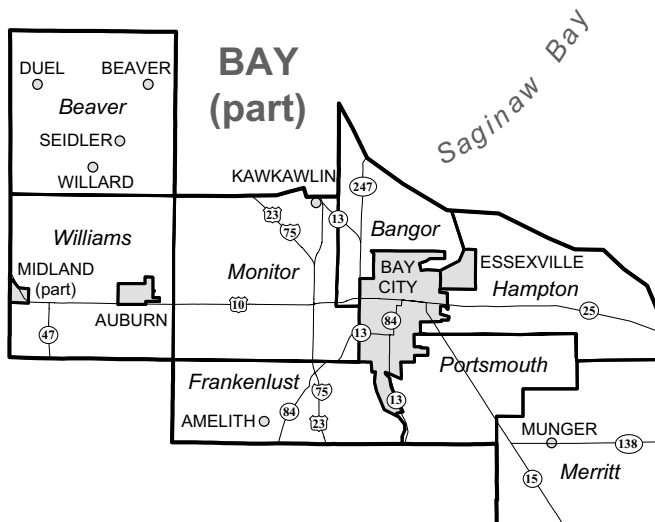 BAY
(part)
Saginaw Bay
DUEL
BEAVER
Beaver
SEIDLER
WILLARD
KAWKAWLIN
247
23
13
75
Williams
Bangor
MIDLAND
(part)
Monitor
BAY
CITY
ESSEXVILLE
Hampton
10
AUBURN
25
47
13
84
Portsmouth
Frankenlust
75
84
13
AMELITH
23
MUNGER
138
15
Merritt